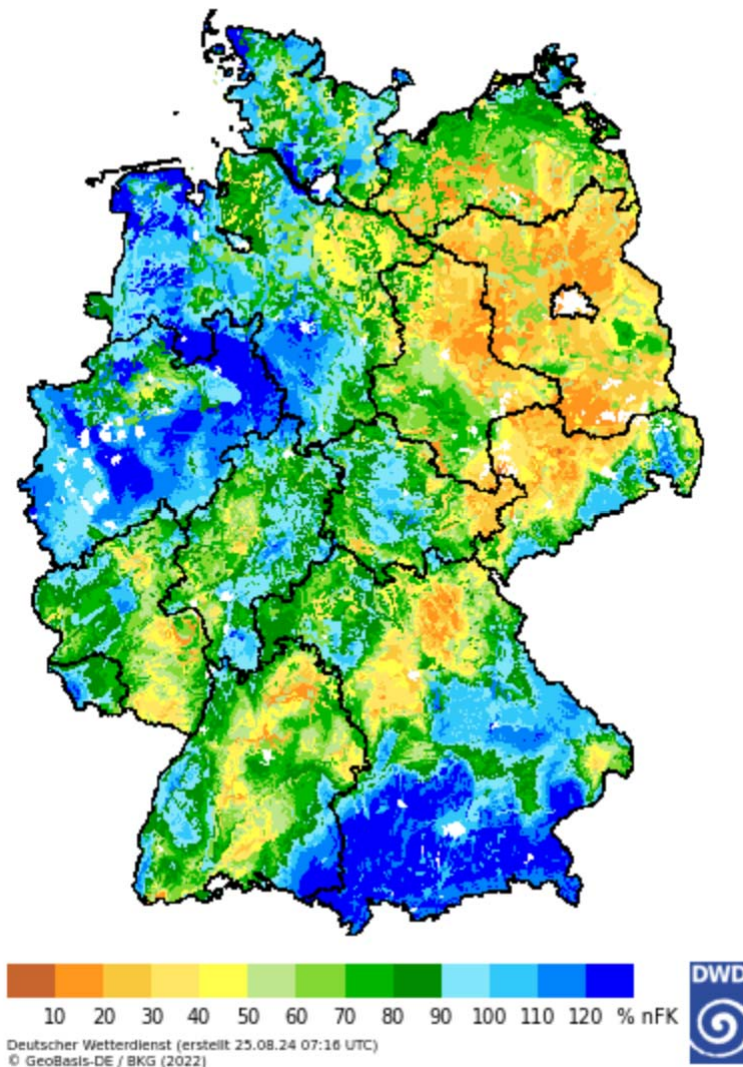 10 20 30 40 50 60 70 80 90 100 110 120 % nFK
DWD
Deutscher Wetterdienst (erstellt 25.08.24 07:16 UTC)
© GeoBasis-DE / BKG (2022)